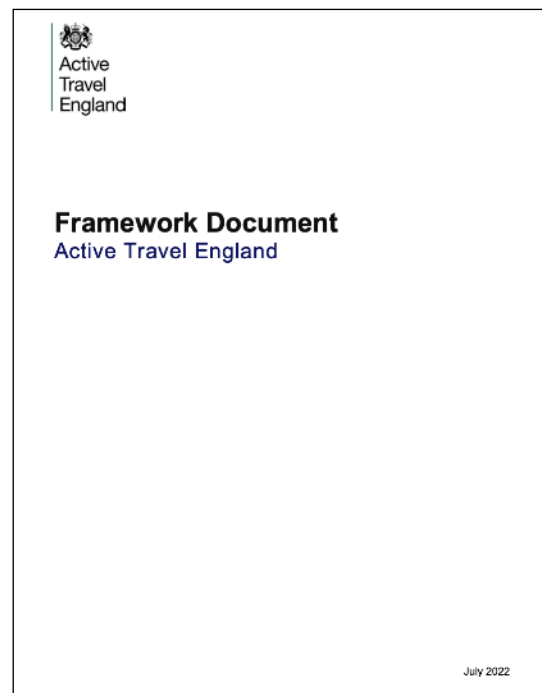 Active
Travel
England
Framework Document
Active Travel England
July 2022